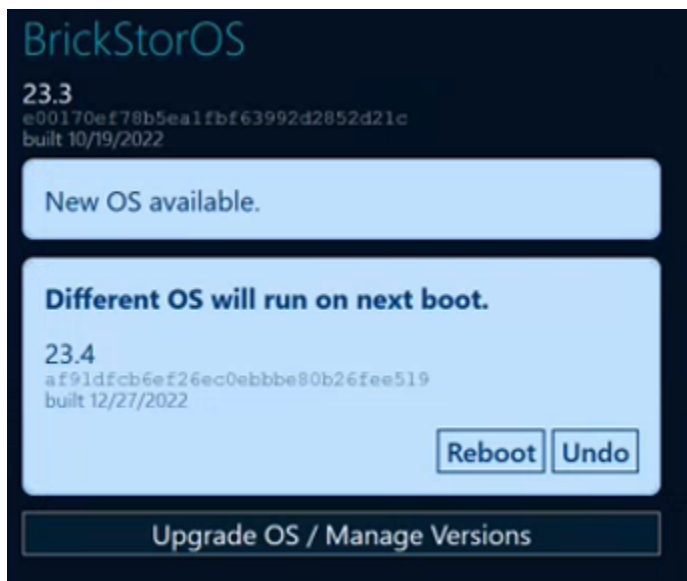 BrickStorOS
23.3
e00170ef78b5ea1fbf63992d2852d21c
built 10/19/2022
New OS available.
Different OS will run on next boot.
23.4
af91dfcb6ef26ec0ebbbe80b26fee519
built 12/27/2022
Reboot Undo
Upgrade OS / Manage Versions